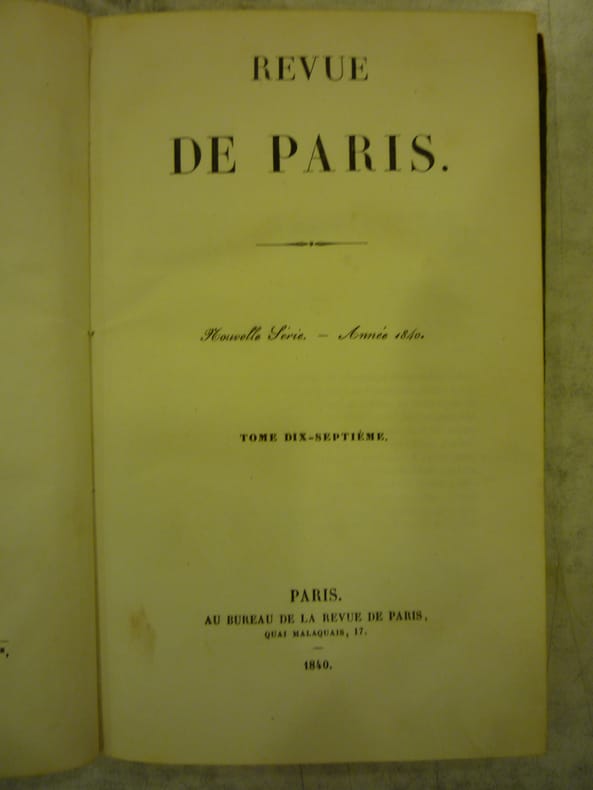 REVUE
DE PARIS.
Nouvelle Série. — Année 1840.
TOME DIX-SEPTIÈME.
PARIS.
AU BUREAU DE LA REVUE DE PARIS,
QUAI MALAQUAIS, 17.
1840.